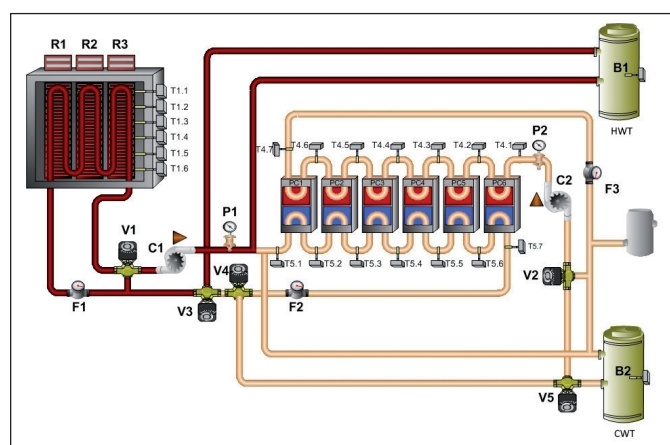 R1 R2 R3
B1
HWT
T1.1
T1.2
T1.3
T1.4
T1.5
T1.6
T4.7
T4.6 T4.5 T4.4 T4.3 T4.2 T4.1
P2
C2
F3
PC1 PC2 PC3 PC4 PC5 PC6
P1
V1
C1
V4
T5.7
T5.1 T5.2 T5.3 T5.4 T5.5 T5.6
V2
F1
V3
F2
B2
V5
CWT